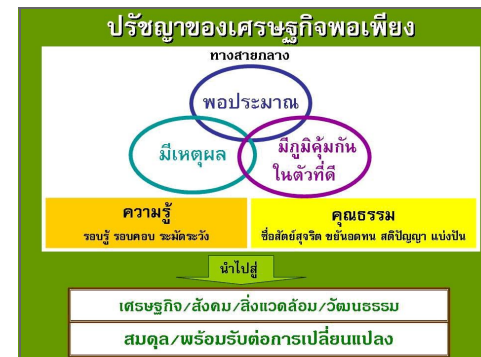 ปรัชญาของเศรษฐกิจพอเพียง
ทางสายกลาง
พอประมาณ
มีเหตุผล
มีภูมิคุ้มกัน
ในตัวที่ดี
ความรู้
รอบรู้ รอบคอบ ระมัดระวัง
คุณธรรม
ซื่อสัตย์สุจริต ขยันอดทน สติปัญญา แบ่งปัน
นำไปสู่
เศรษฐกิจ/สังคม/สิ่งแวดล้อม/วัฒนธรรม
สมดุล/พร้อมรับต่อการเปลี่ยนแปลง